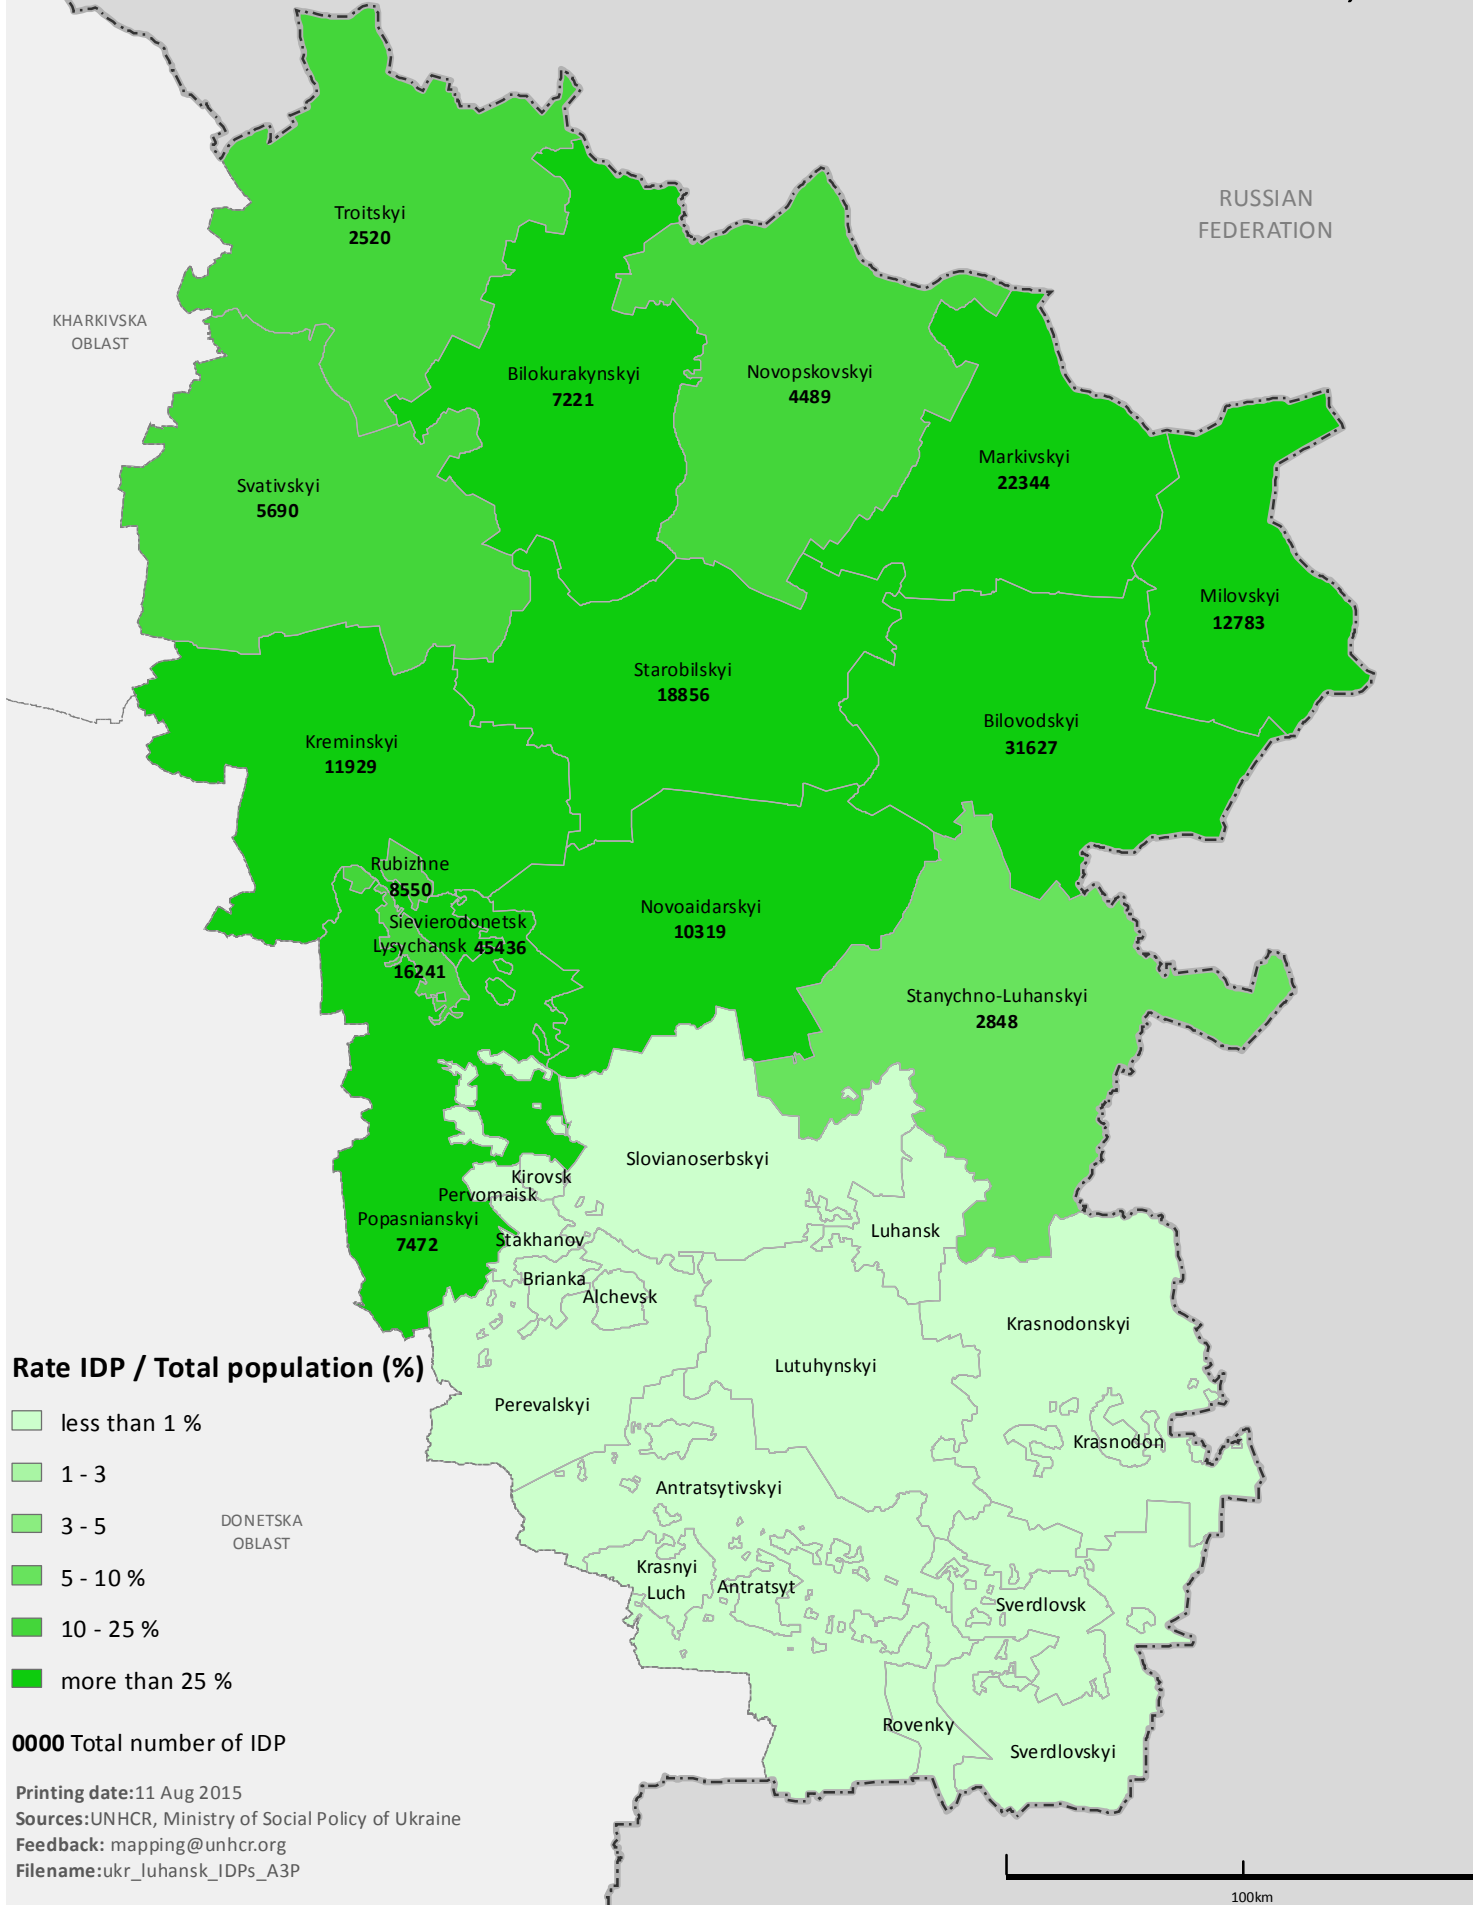 RUSSIAN
FEDERATION
Troitskyi
2520
KHARKIVSKA
OBLAST
Bilokurakynskyi
7221
Novopskovskyi
4489
Markivskyi
22344
Svativskyi
5690
Milovskyi
12783
Starobilskyi
18856
Bilovodskyi
31627
Kreminskyi
11929
Rubizhne
8550
Sievierodonetsk
45436
Lysychansk
16241
Novoaidarskyi
10319
Stanychno-Luhanskyi
2848
Slovianoserbskyi
Kirovsk
Pervomaisk
Popasnianskyi
7472
Stakhanov
Luhansk
Brianka
Alchevsk
Krasnodonskyi
Lutuhynskyi
Perevalskyi
Krasnodon
Antratsytivskyi
Krasnyi
Luch
Antratsyt
Sverdlovsk
Rovenky
Sverdlovskyi
DONETSKA
OBLAST
Rate IDP / Total population (%)
less than 1 %
1 - 3
3 - 5
5 - 10 %
10 - 25 %
more than 25 %
0000 Total number of IDP
Printing date:11 Aug 2015
Sources:UNHCR, Ministry of Social Policy of Ukraine
Feedback: mapping@unhcr.org
Filename:ukr_luhansk_IDPs_A3P
100km